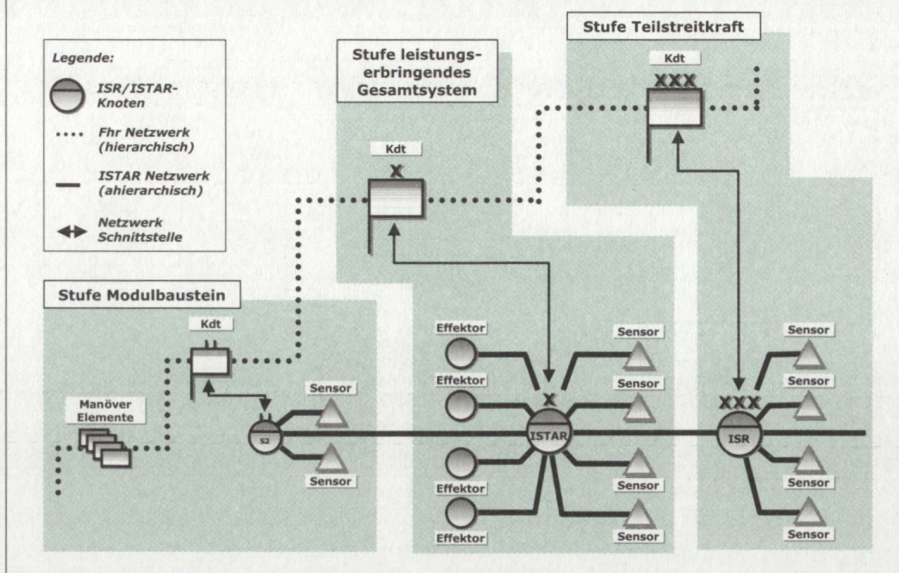 Stufe Teilstreitkraft
Kdt
XXX
Stufe leistungs-
erbringendes
Gesamtsystem
Kdt
X
Legende:
ISR/ISTAR-
Knoten
Fhr Netzwerk
(hierarchisch)
ISTAR Netzwerk
(ahierarchisch)
Netzwerk
Schnittstelle
Stufe Modulbaustein
Kdt
II
Manöver
Elemente
II
S2
Sensor
Sensor
Effektor
Effektor
Effektor
Effektor
X
ISTAR
Sensor
Sensor
Sensor
Sensor
XXX
ISR
Sensor
Sensor
Sensor
Sensor